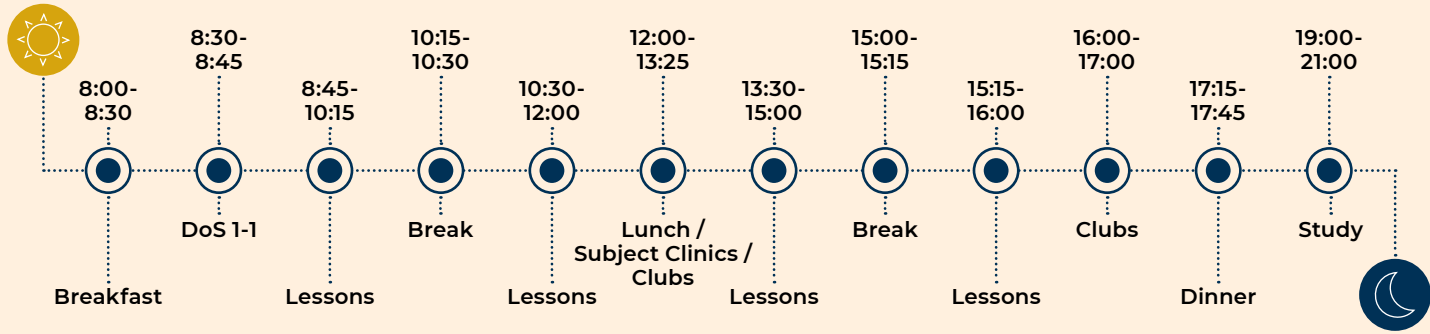 8:00-
8:30
Breakfast
8:30-
8:45
DoS 1-1
8:45-
10:15
Lessons
10:15-
10:30
Break
10:30-
12:00
Lessons
12:00-
13:25
Lunch /
Subject Clinics /
Clubs
13:30-
15:00
Lessons
15:00-
15:15
Break
15:15-
16:00
Lessons
16:00-
17:00
Clubs
17:15-
17:45
Dinner
19:00-
21:00
Study